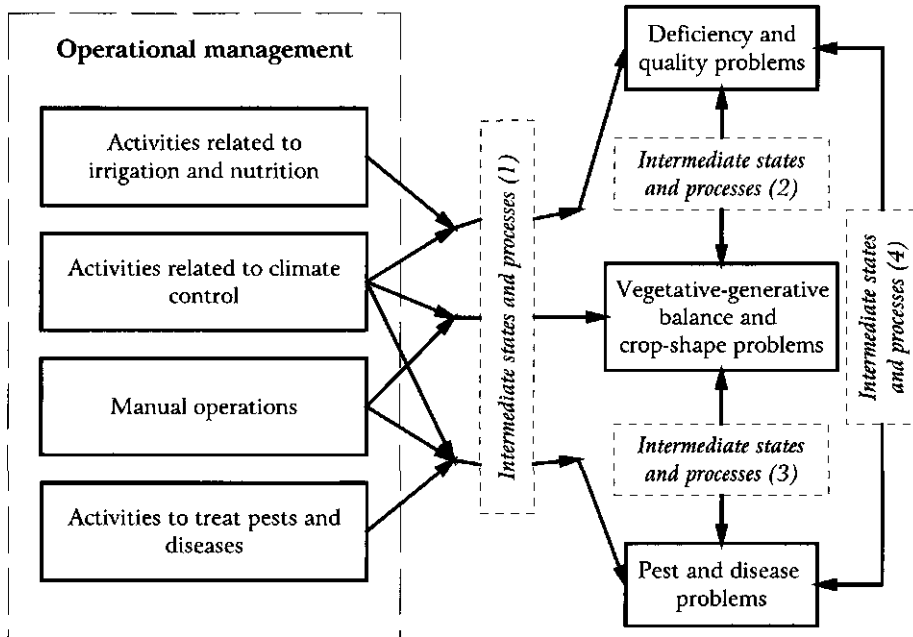 Operational management
Activities related to
irrigation and nutrition
Activities related to climate
control
Manual operations
Activities to treat pests and
diseases
Intermediate states and processes (1)
Deficiency and
quality problems
Intermediate states
and processes (2)
Vegetative-generative
balance and
crop-shape problems
Intermediate states
and processes (3)
Pest and disease
problems
Intermediate states
and processes (4)